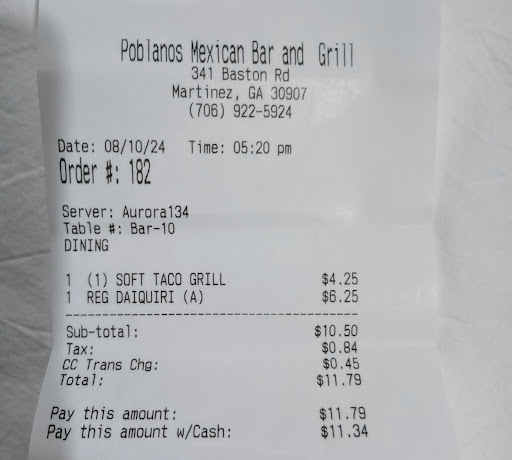 Poblanos Mexican Bar and Grill
341 Baston Rd
Martinez, GA 30907
(706) 922-5924
Date: 08/10/24 Time: 05:20 pm
Order #: 182
Server: Aurora134
Table #: Bar-10
DINING
1 (1) SOFT TACO GRILL $4.25
1 REG DAIQUIRI (A) $6.25
Sub-total: $10.50
Tax: $0.84
CC Trans Chg: $0.45
Total: $11.79
Pay this amount: $11.79
Pay this amount w/Cash: $11.34